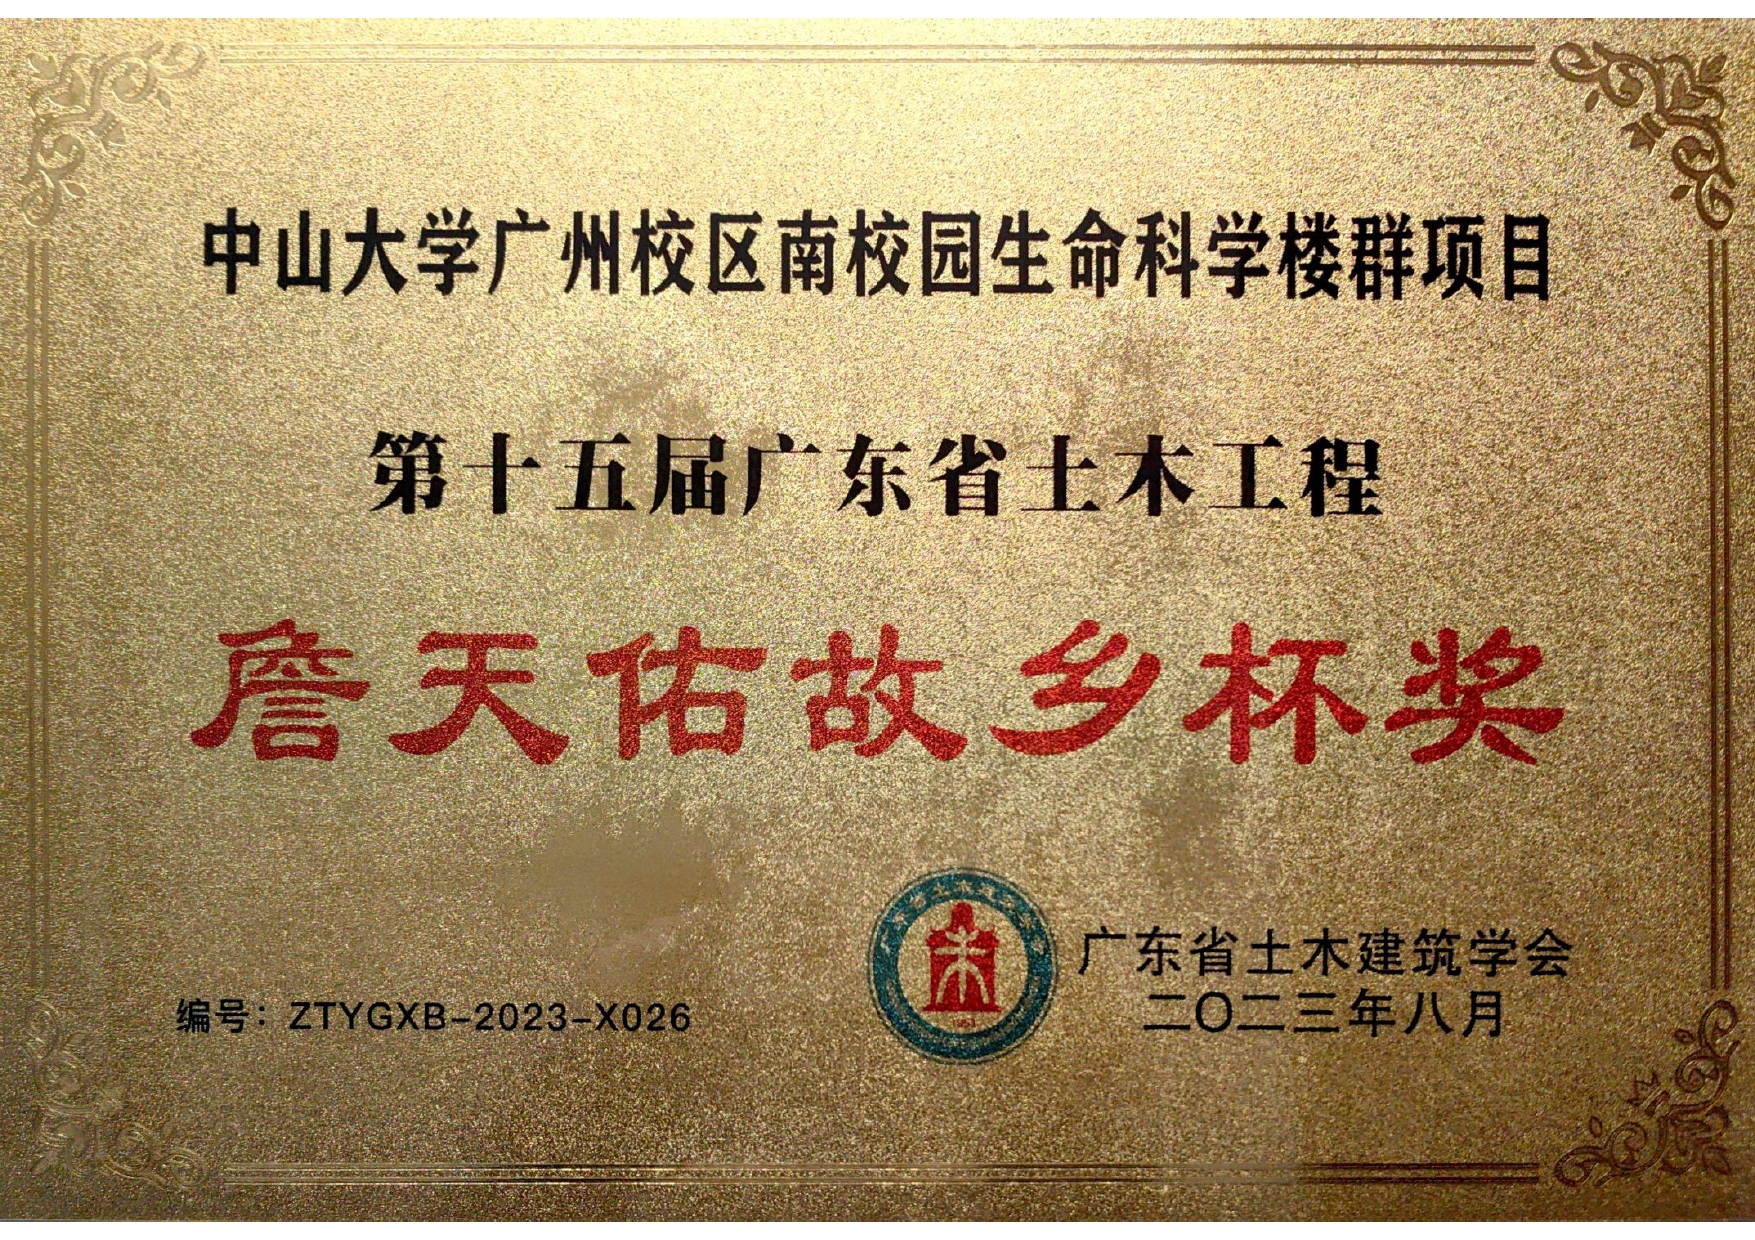 中山大学广州校区南校园生命科学楼群项目
第十五届广东省土木工程
詹天佑故乡杯奖
广东省土木建筑学会
二〇二三年八月
编号：ZTYGXB-2023-X026